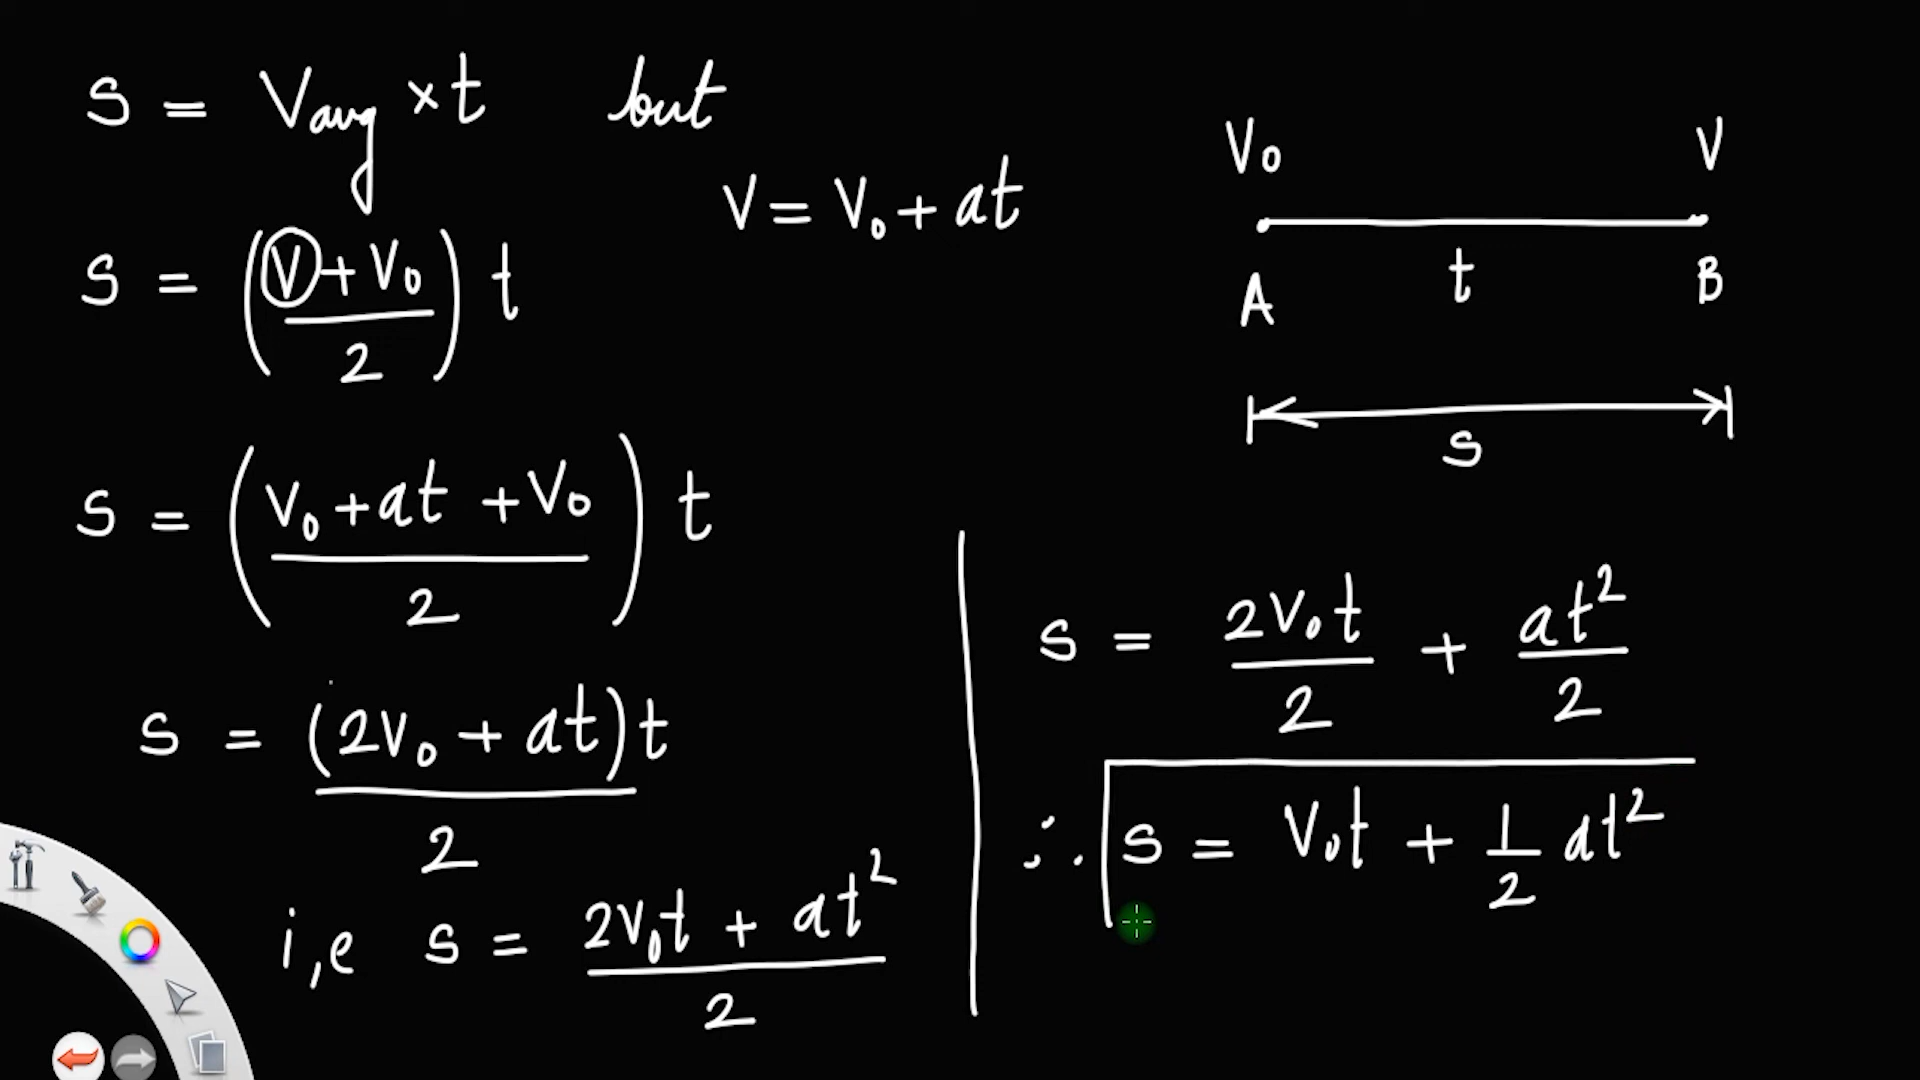 S = Vavg × t but
V = V₀ + at
S = ((V + V₀)/2) t
S = ((V₀ + at + V₀)/2) t
S = (2V₀ + at)t/2
i,e S = (2V₀t + at²)/2
V₀ V
A t B
S
S = 2V₀t/2 + at²/2
∴ S = V₀t + 1/2 at²